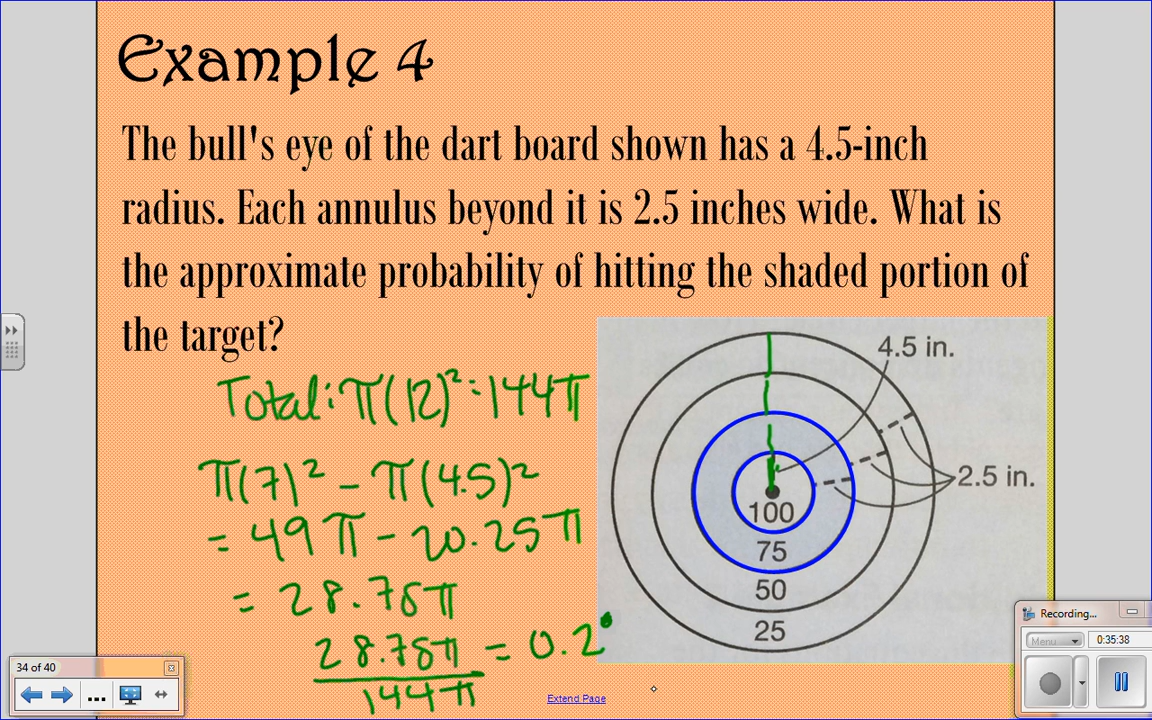 Example 4
The bull's eye of the dart board shown has a 4.5-inch
radius. Each annulus beyond it is 2.5 inches wide. What is
the approximate probability of hitting the shaded portion of
the target?
4.5 in.
2.5 in.
100
75
50
25
Total: π(12)² = 144π
π(7)² - π(4.5)²
= 49π - 20.25π
= 28.75π
28.75π = 0.2
144π
34 of 40
...
Extend Page
Recording...
Menu
0:35:38